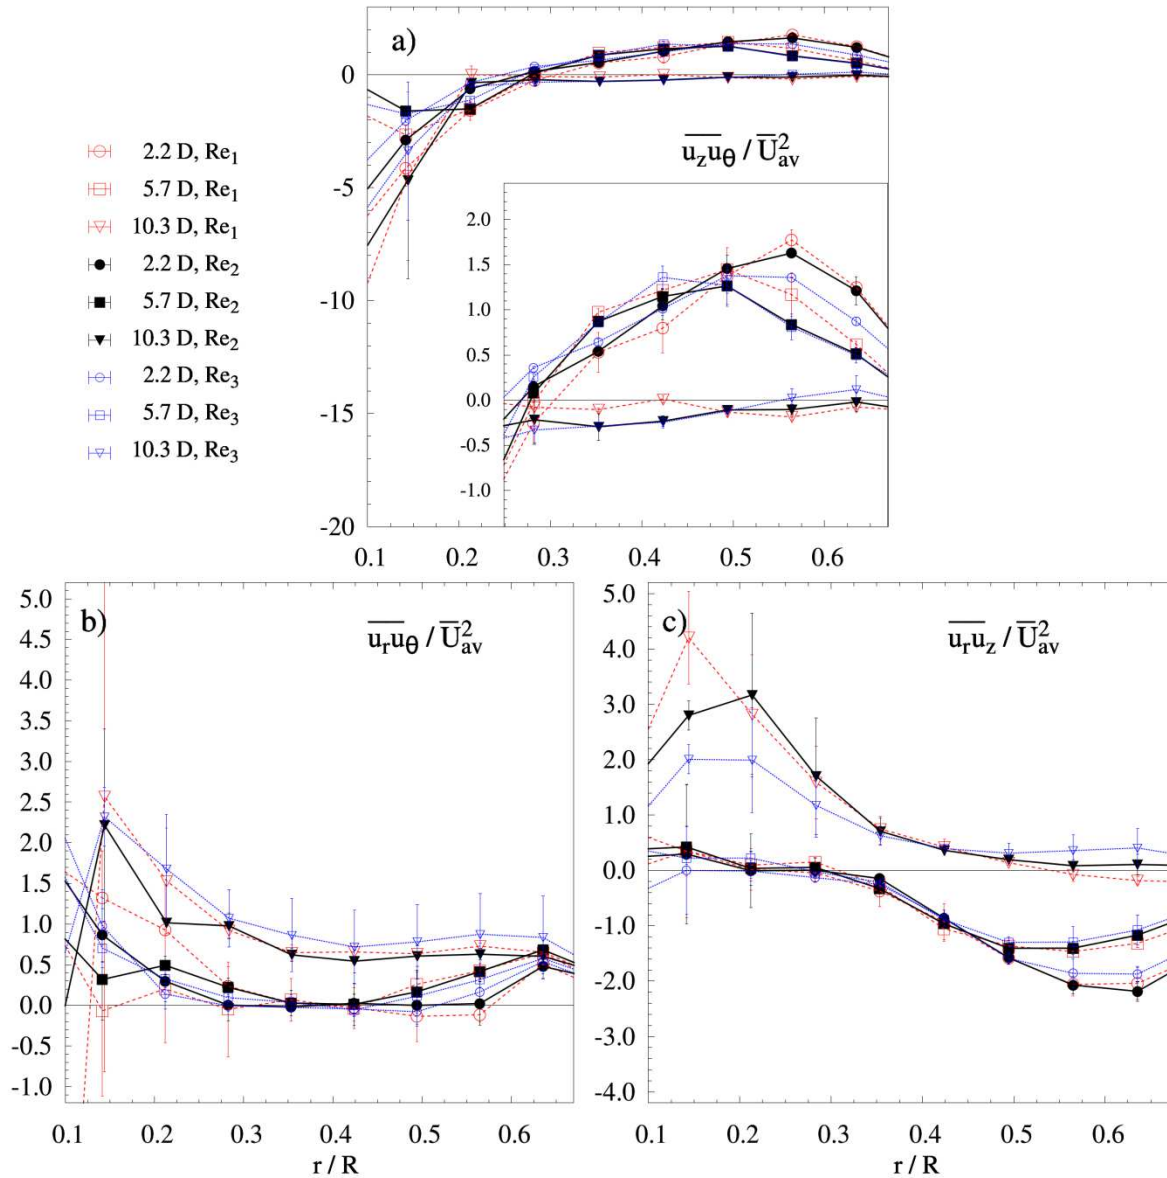 a)
0
-5
-10
-15
-20
0.1 0.2 0.3 0.4 0.5 0.6
u_z u_θ / U_av^2
2.0
1.5
1.0
0.5
0.0
-0.5
-1.0
2.2 D, Re1
5.7 D, Re1
10.3 D, Re1
2.2 D, Re2
5.7 D, Re2
10.3 D, Re2
2.2 D, Re3
5.7 D, Re3
10.3 D, Re3
b)
u_r u_θ / U_av^2
5.0
4.5
4.0
3.5
3.0
2.5
2.0
1.5
1.0
0.5
0.0
-0.5
-1.0
0.1 0.2 0.3 0.4 0.5 0.6
r / R
c)
u_r u_z / U_av^2
5.0
4.0
3.0
2.0
1.0
0.0
-1.0
-2.0
-3.0
-4.0
0.1 0.2 0.3 0.4 0.5 0.6
r / R